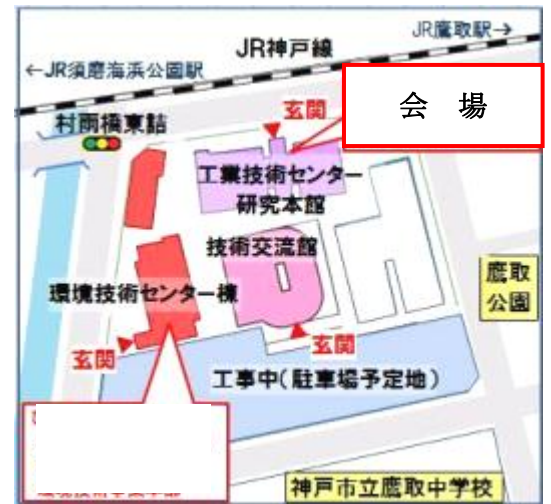 JR鷹取駅→
JR神戸線
←JR須磨海浜公園駅
会 場
玄関
村雨橋東詰
工業技術センター
研究本館
技術交流館
鷹取
公園
環境技術センター棟
玄関
玄関
工事中(駐車場予定地)
神戸市立鷹取中学校